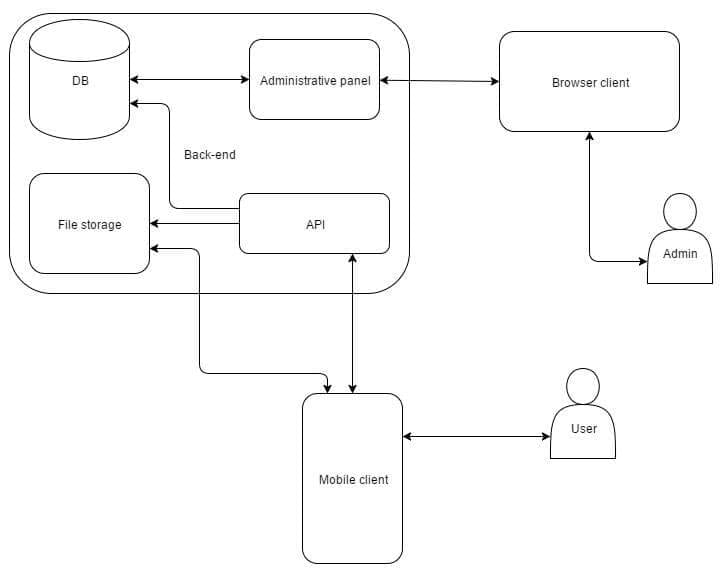 DB
Administrative panel
Browser client
Back-end
File storage
API
Admin
User
Mobile client